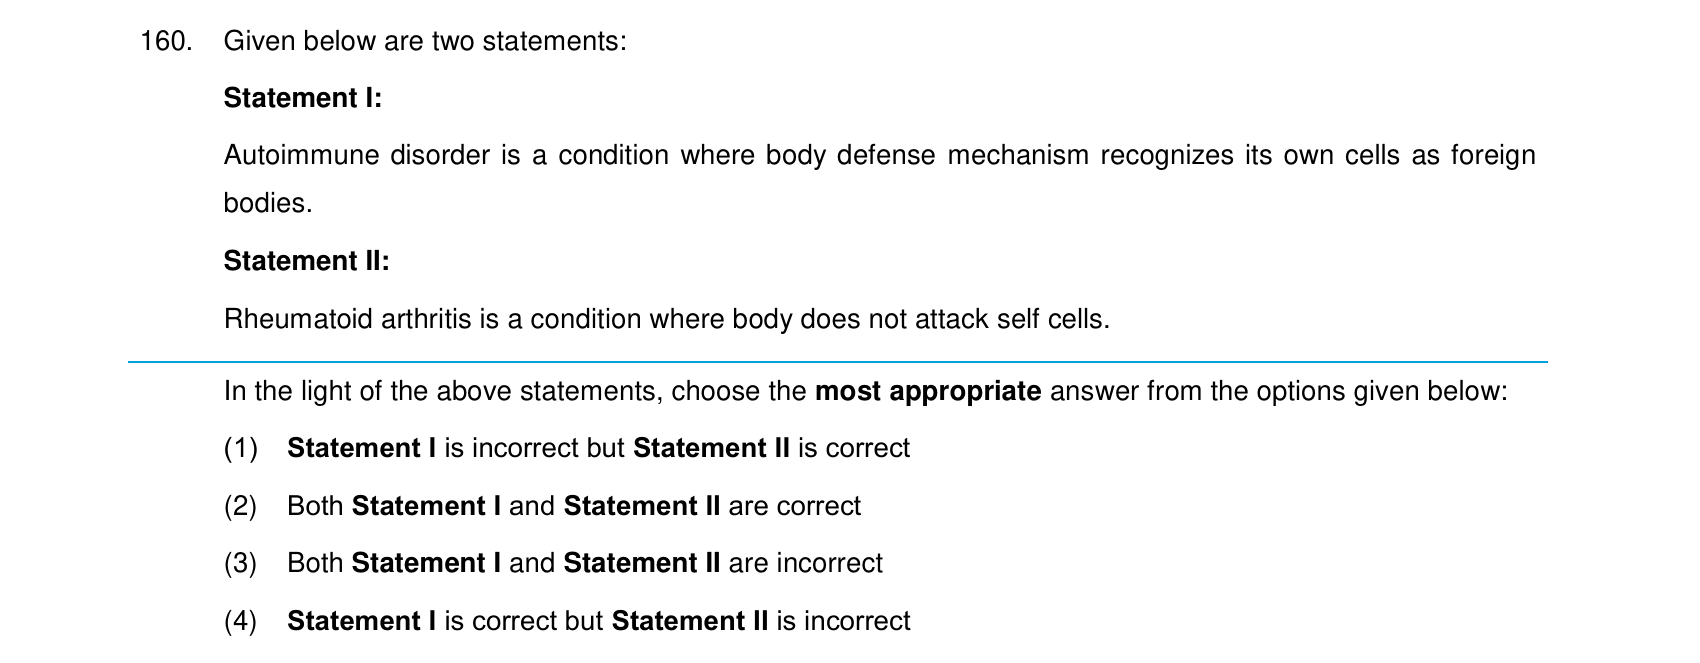 160. Given below are two statements:
Statement I:
Autoimmune disorder is a condition where body defense mechanism recognizes its own cells as foreign
bodies.
Statement II:
Rheumatoid arthritis is a condition where body does not attack self cells.
In the light of the above statements, choose the most appropriate answer from the options given below:
(1) Statement I is incorrect but Statement II is correct
(2) Both Statement I and Statement II are correct
(3) Both Statement I and Statement II are incorrect
(4) Statement I is correct but Statement II is incorrect